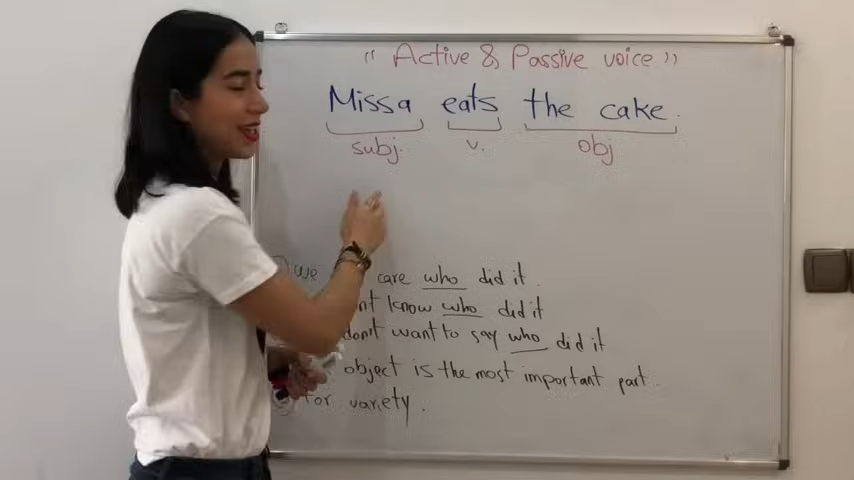 " Active & Passive voice "
Missa eats the cake.
subj. v. obj
we care who did it.
know who did it
don't want to say who did it
object is the most important part.
for variety.